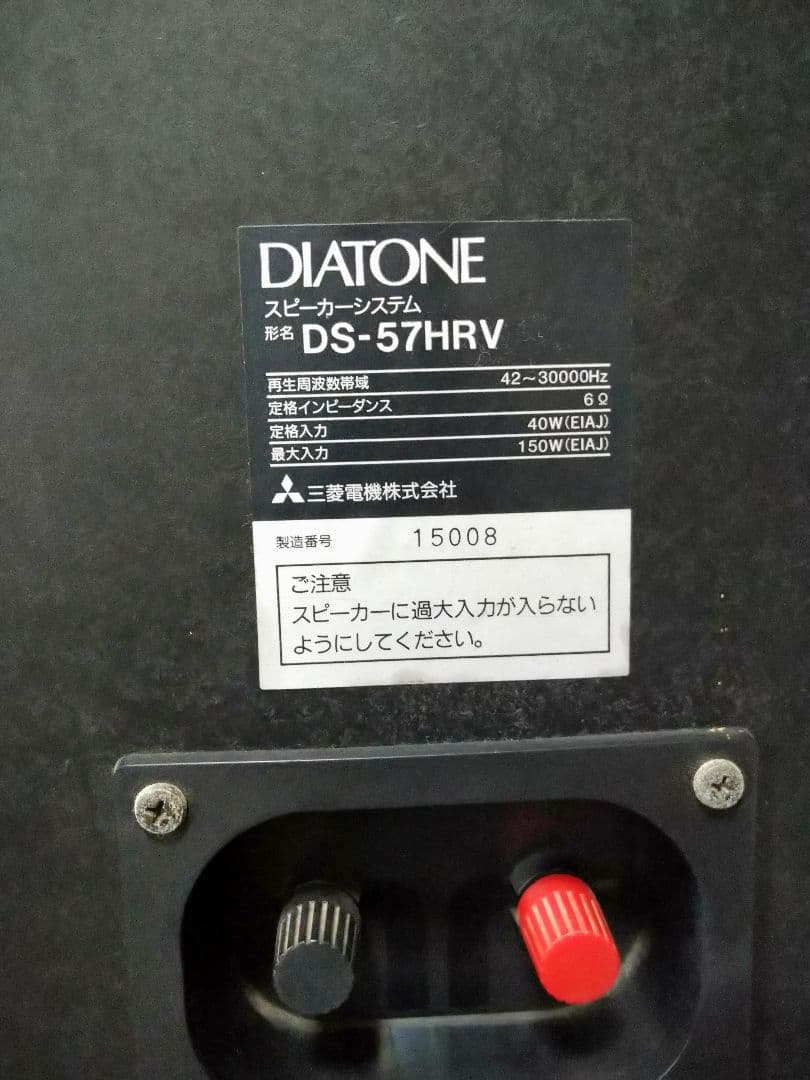 DIATONE
スピーカーシステム
形名 DS-57HRV
再生周波数帯域 42～30000Hz
定格インピーダンス 6Ω
定格入力 40W(EIAJ)
最大入力 150W(EIAJ)
三菱電機株式会社
製造番号 15008
ご注意
スピーカーに過大入力が入らない
ようにしてください。